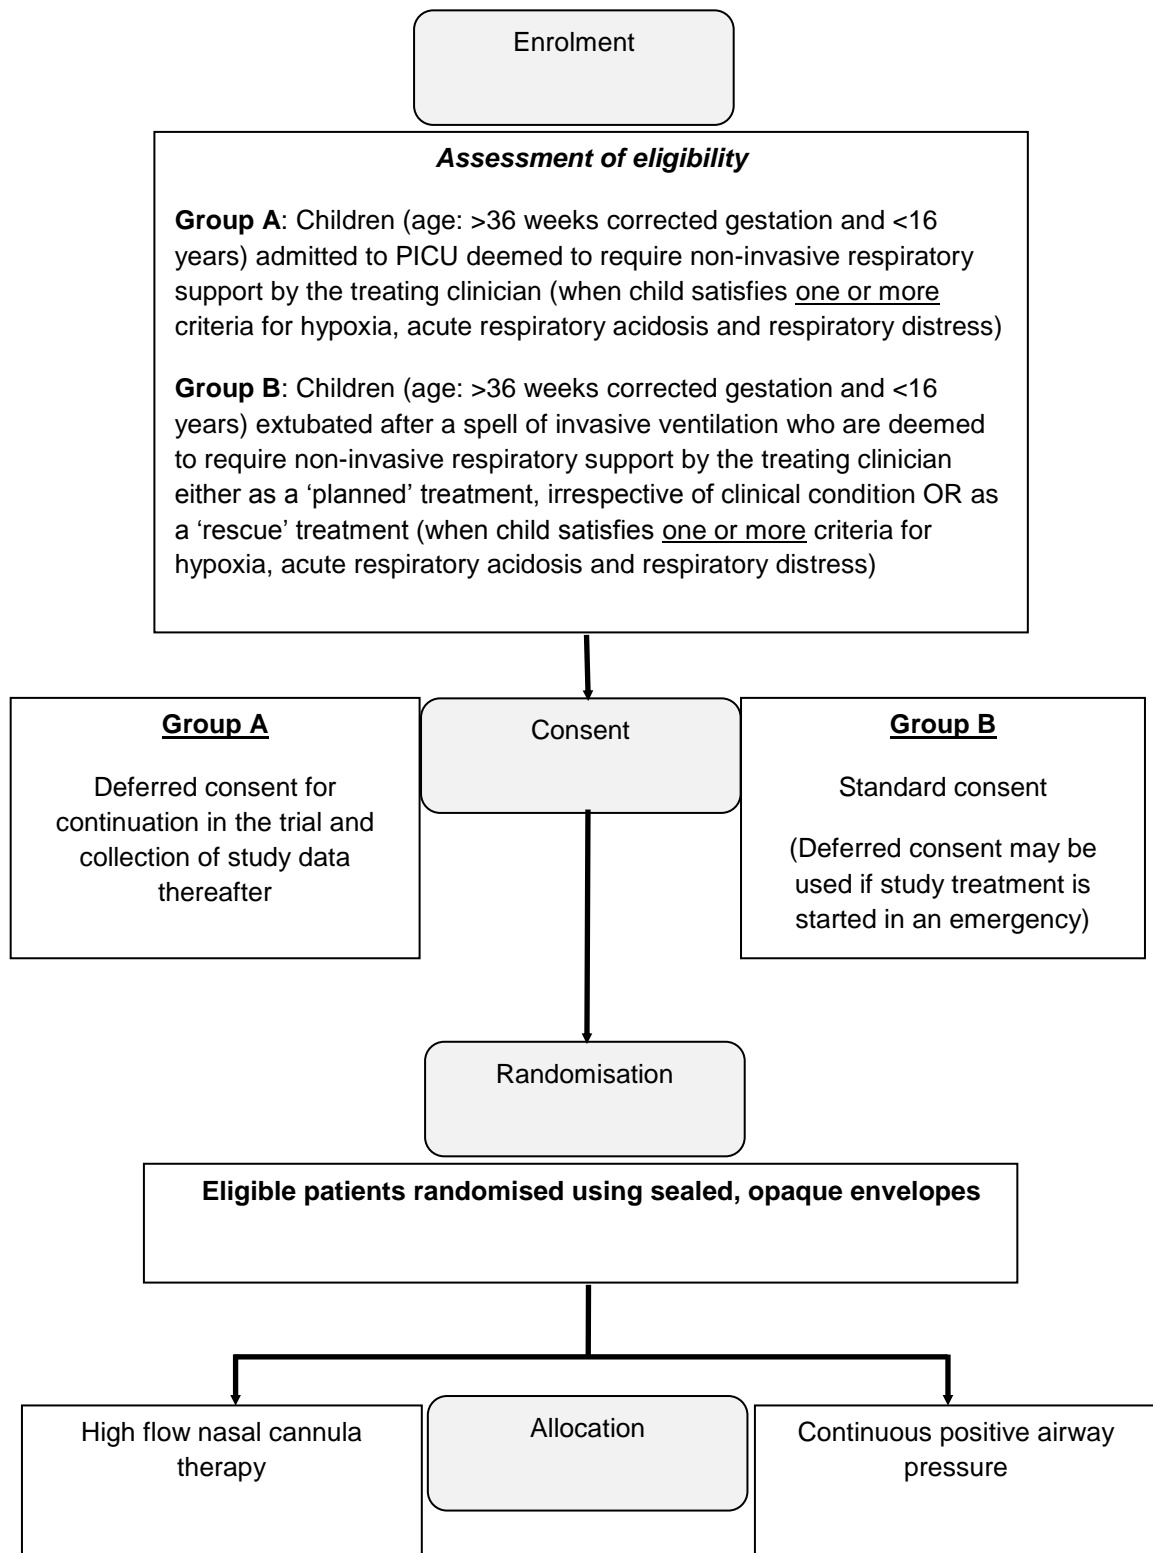 Enrolment
Assessment of eligibility
Group A: Children (age: >36 weeks corrected gestation and <16
years) admitted to PICU deemed to require non-invasive respiratory
support by the treating clinician (when child satisfies one or more
criteria for hypoxia, acute respiratory acidosis and respiratory distress)
Group B: Children (age: >36 weeks corrected gestation and <16
years) extubated after a spell of invasive ventilation who are deemed
to require non-invasive respiratory support by the treating clinician
either as a ‘planned’ treatment, irrespective of clinical condition OR as
a ‘rescue’ treatment (when child satisfies one or more criteria for
hypoxia, acute respiratory acidosis and respiratory distress)
Group A
Deferred consent for
continuation in the trial and
collection of study data
thereafter
Consent
Group B
Standard consent
(Deferred consent may be
used if study treatment is
started in an emergency)
Randomisation
Eligible patients randomised using sealed, opaque envelopes
High flow nasal cannula
therapy
Allocation
Continuous positive airway
pressure